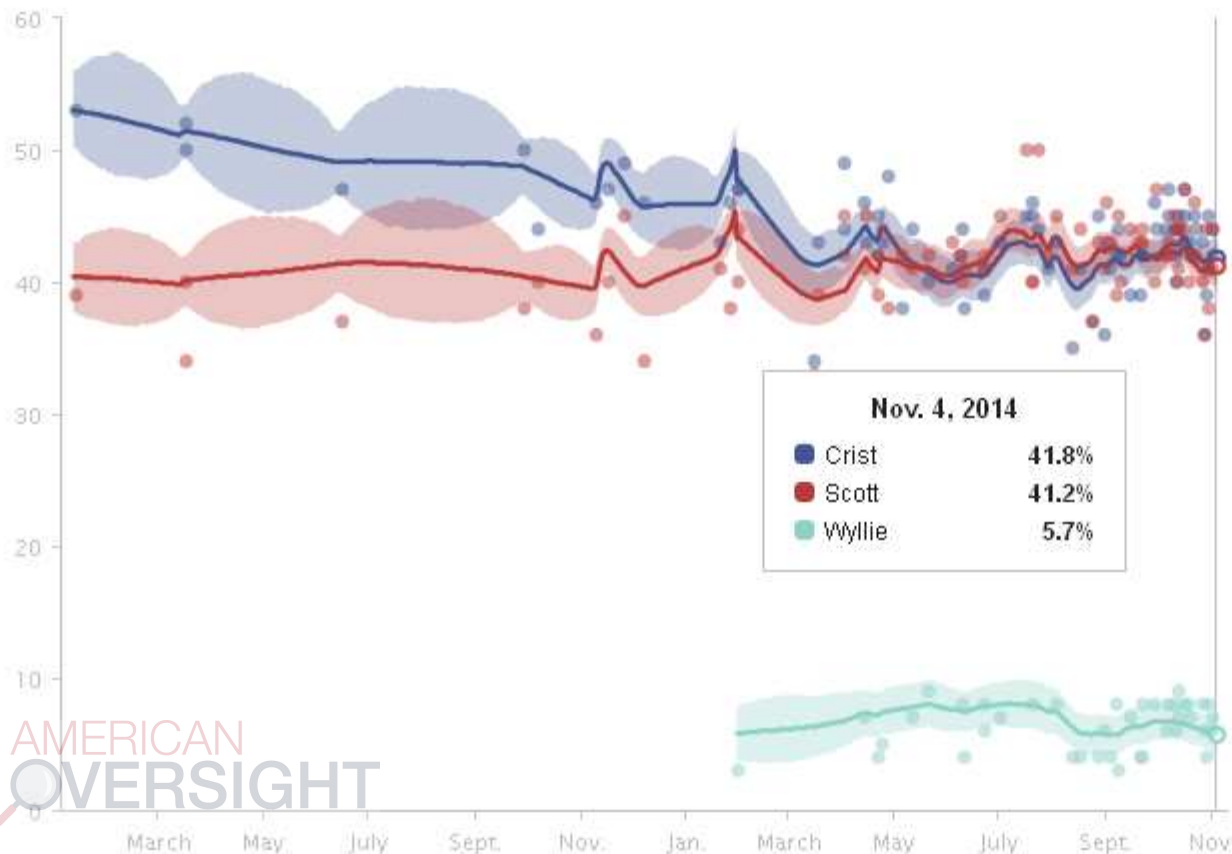 60
50
40
30
20
10
0
Nov. 4, 2014
Crist 41.8%
Scott 41.2%
Wyllie 5.7%
AMERICAN
OVERSIGHT
March May July Sept. Nov. Jan. March May July Sept. Nov.